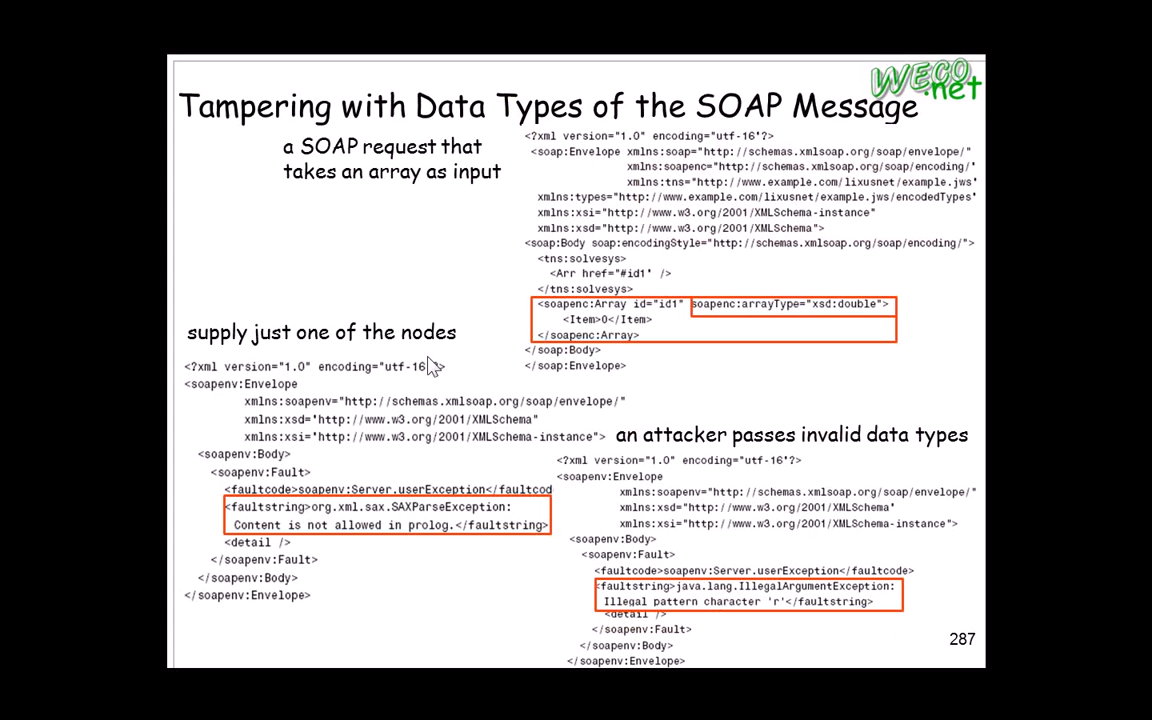 WECO
.net
Tampering with Data Types of the SOAP Message
a SOAP request that
takes an array as input
<?xml version="1.0" encoding="utf-16"?>
<soap:Envelope xmlns:soap="http://schemas.xmlsoap.org/soap/envelope/"
xmlns:soapenc="http://schemas.xmlsoap.org/soap/encoding/"
xmlns:tns="http://www.example.com/lixusnet/example.jws"
xmlns:types="http://www.example.com/lixusnet/example.jws/encodedTypes"
xmlns:xsi="http://www.w3.org/2001/XMLSchema-instance"
xmlns:xsd="http://www.w3.org/2001/XMLSchema">
<soap:Body soap:encodingStyle="http://schemas.xmlsoap.org/soap/encoding/">
<tns:solvesys>
<Arr href="#id1" />
</tns:solvesys>
<soapenc:Array id="id1" soapenc:arrayType="xsd:double">
<Item>0</Item>
</soapenc:Array>
</soap:Body>
</soap:Envelope>
supply just one of the nodes
<?xml version="1.0" encoding="utf-16"?>
<soapenv:Envelope
xmlns:soapenv="http://schemas.xmlsoap.org/soap/envelope/"
xmlns:xsd="http://www.w3.org/2001/XMLSchema"
xmlns:xsi="http://www.w3.org/2001/XMLSchema-instance">
<soapenv:Body>
<soapenv:Fault>
<faultcode>soapenv:Server.userException</faultcod
<faultstring>org.xml.sax.SAXParseException:
Content is not allowed in prolog.</faultstring>
<detail />
</soapenv:Fault>
</soapenv:Body>
</soapenv:Envelope>
an attacker passes invalid data types
<?xml version="1.0" encoding="utf-16"?>
<soapenv:Envelope
xmlns:soapenv="http://schemas.xmlsoap.org/soap/envelope/"
xmlns:xsd="http://www.w3.org/2001/XMLSchema"
xmlns:xsi="http://www.w3.org/2001/XMLSchema-instance">
<soapenv:Body>
<soapenv:Fault>
<faultcode>soapenv:Server.userException</faultcode>
<faultstring>java.lang.IllegalArgumentException:
Illegal pattern character 'r'</faultstring>
<detail />
</soapenv:Fault>
</soapenv:Body>
</soapenv:Envelope>
287